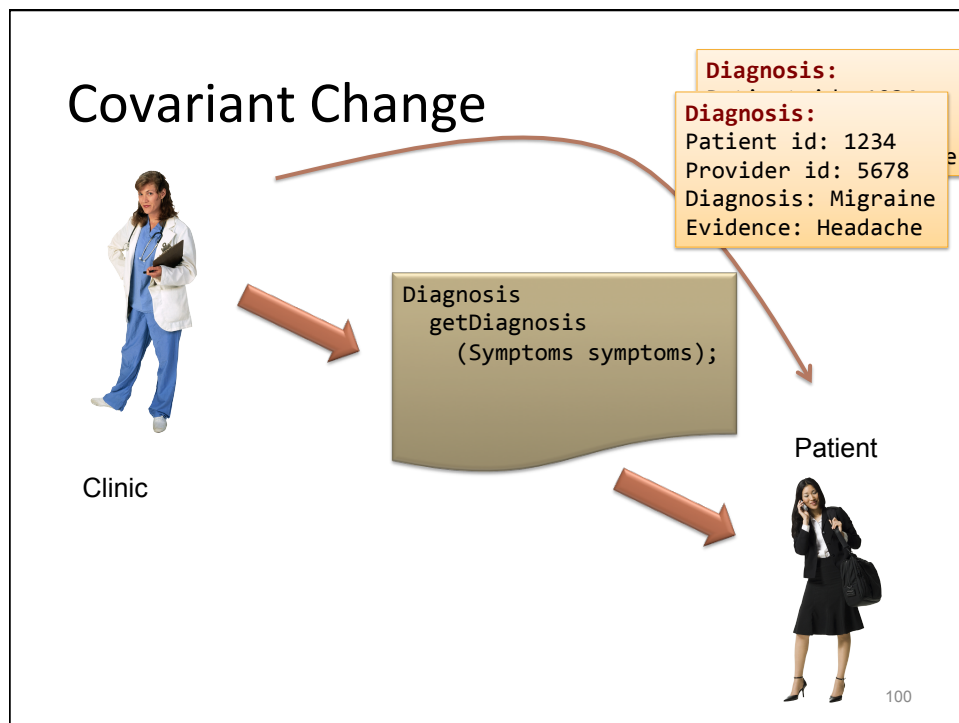 Covariant Change
Diagnosis:
Diagnosis:
Patient id: 1234
Provider id: 5678
Diagnosis: Migraine
Evidence: Headache
Diagnosis
getDiagnosis
(Symptoms symptoms);
Clinic
Patient
100